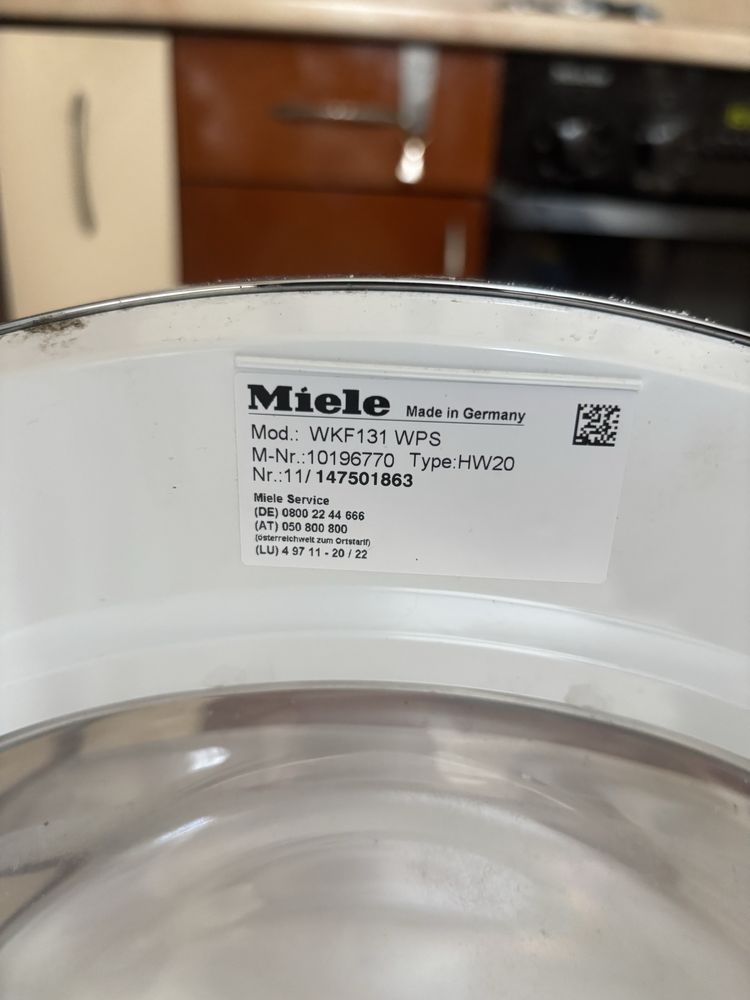 Miele Made in Germany
Mod.: WKF131 WPS
M-Nr.:10196770 Type:HW20
Nr.:11/ 147501863
Miele Service
(DE) 0800 22 44 666
(AT) 050 800 800
(österreichweit zum Ortstarif)
(LU) 4 97 11 - 20 / 22